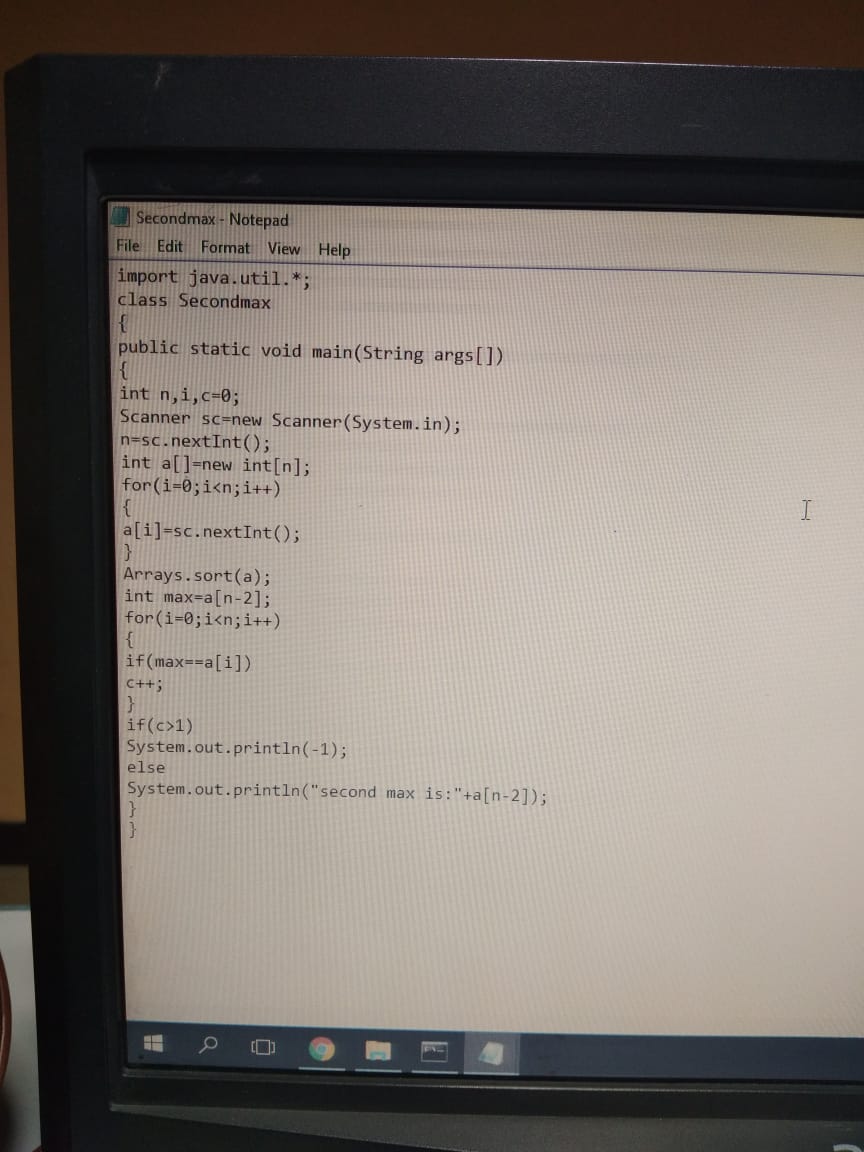 Secondmax - Notepad
File Edit Format View Help
import java.util.*;
class Secondmax
{
public static void main(String args[])
{
int n,i,c=0;
Scanner sc=new Scanner(System.in);
n=sc.nextInt();
int a[]=new int[n];
for(i=0;i<n;i++)
{
a[i]=sc.nextInt();
}
Arrays.sort(a);
int max=a[n-2];
for(i=0;i<n;i++)
{
if(max==a[i])
c++;
}
if(c>1)
System.out.println(-1);
else
System.out.println("second max is:"+a[n-2]);
}
}